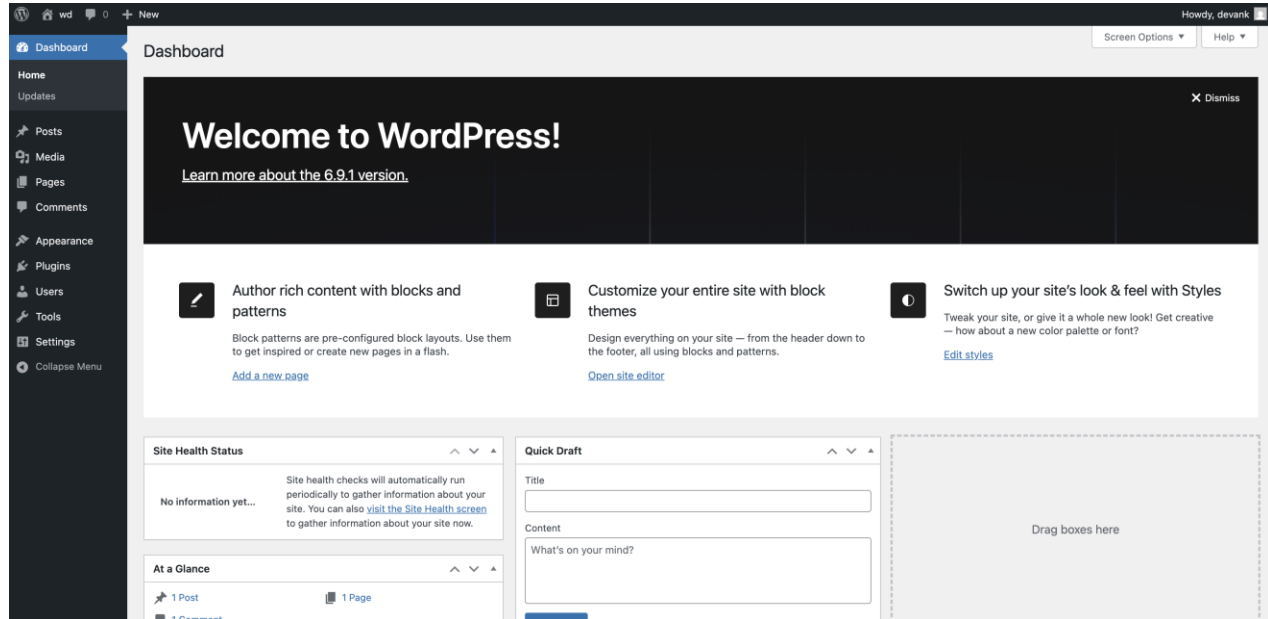 wd 0 + New
Howdy, devank
Dashboard
Home
Updates
Posts
Media
Pages
Comments
Appearance
Plugins
Users
Tools
Settings
Collapse Menu
Dashboard
Screen Options ▼
Help ▼
Dismiss
Welcome to WordPress!
Learn more about the 6.9.1 version.
Author rich content with blocks and
patterns
Block patterns are pre-configured block layouts. Use them
to get inspired or create new pages in a flash.
Add a new page
Customize your entire site with block
themes
Design everything on your site — from the header down to
the footer, all using blocks and patterns.
Open site editor
Switch up your site’s look & feel with Styles
Tweak your site, or give it a whole new look! Get creative
— how about a new color palette or font?
Edit styles
Site Health Status
No information yet...
Site health checks will automatically run
periodically to gather information about your
site. You can also visit the Site Health screen
to gather information about your site now.
At a Glance
1 Post
1 Page
1 Comment
Quick Draft
Title
Content
What's on your mind?
Drag boxes here